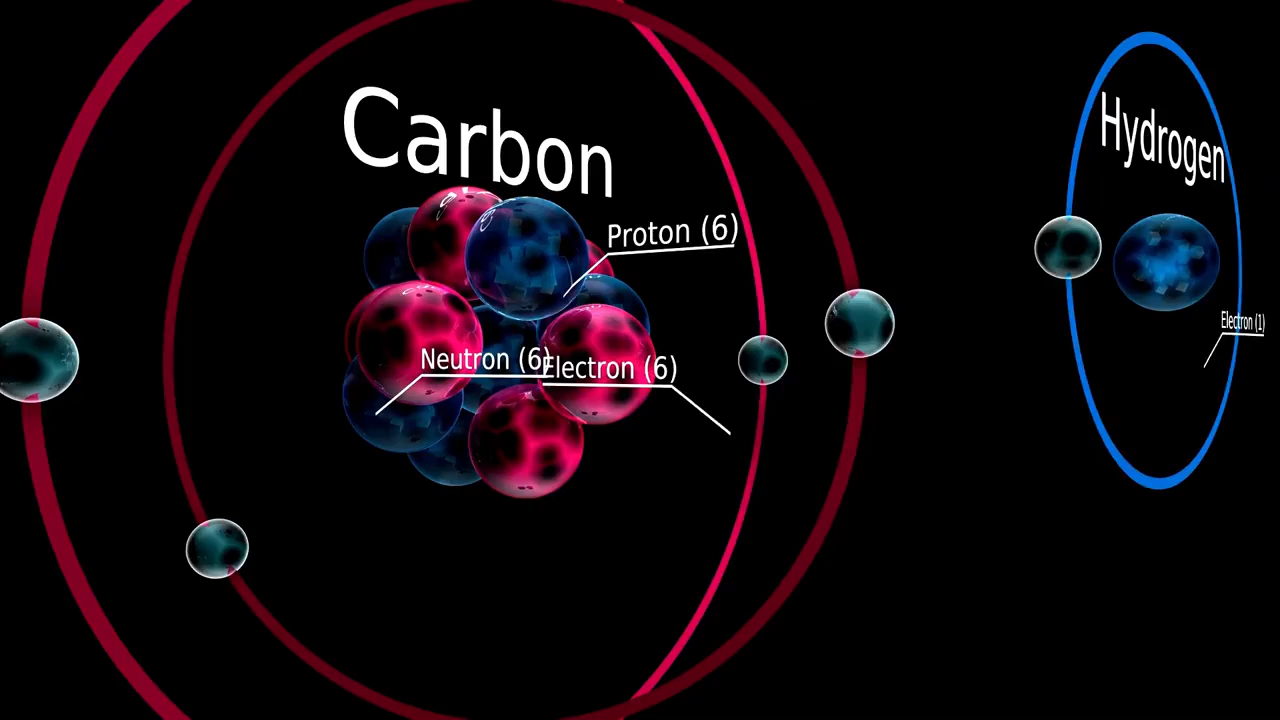 Carbon
Proton (6)
Neutron (6)
Electron (6)
Hydrogen
Electron (1)